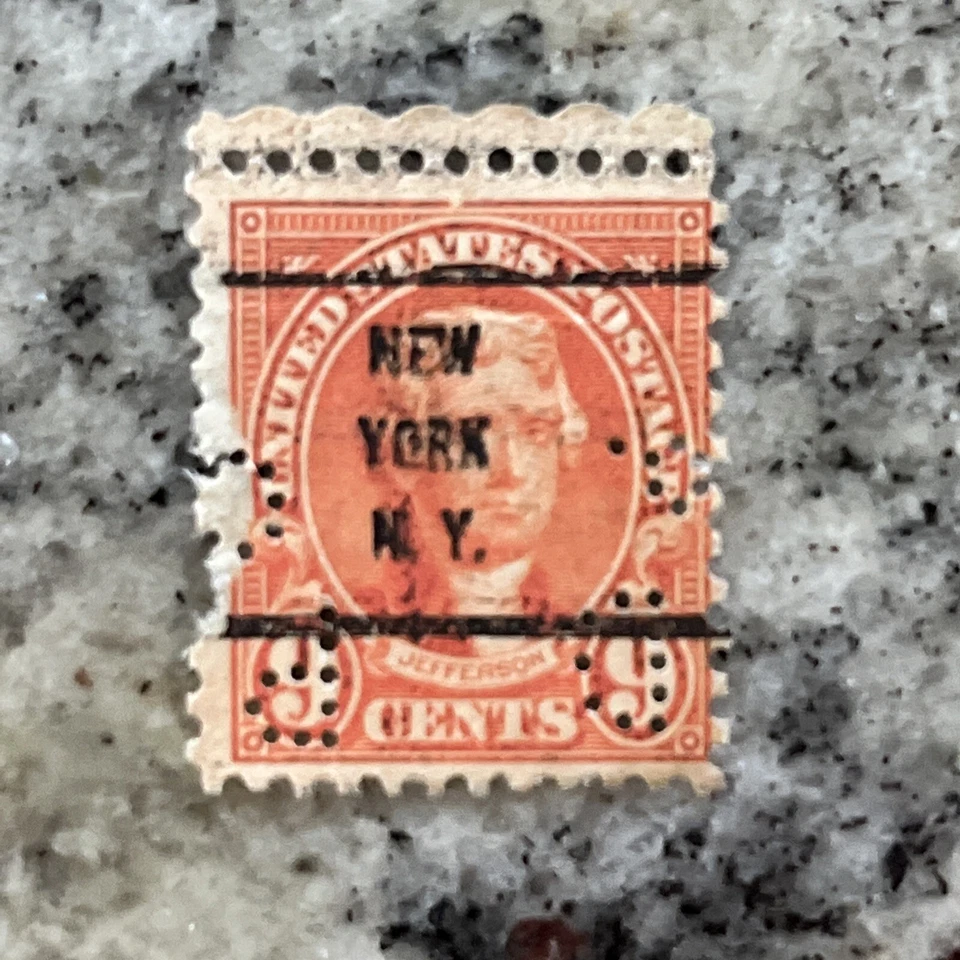 UNITED STATES POSTAGE
NEW
YORK
N. Y.
JEFFERSON
9 CENTS 9